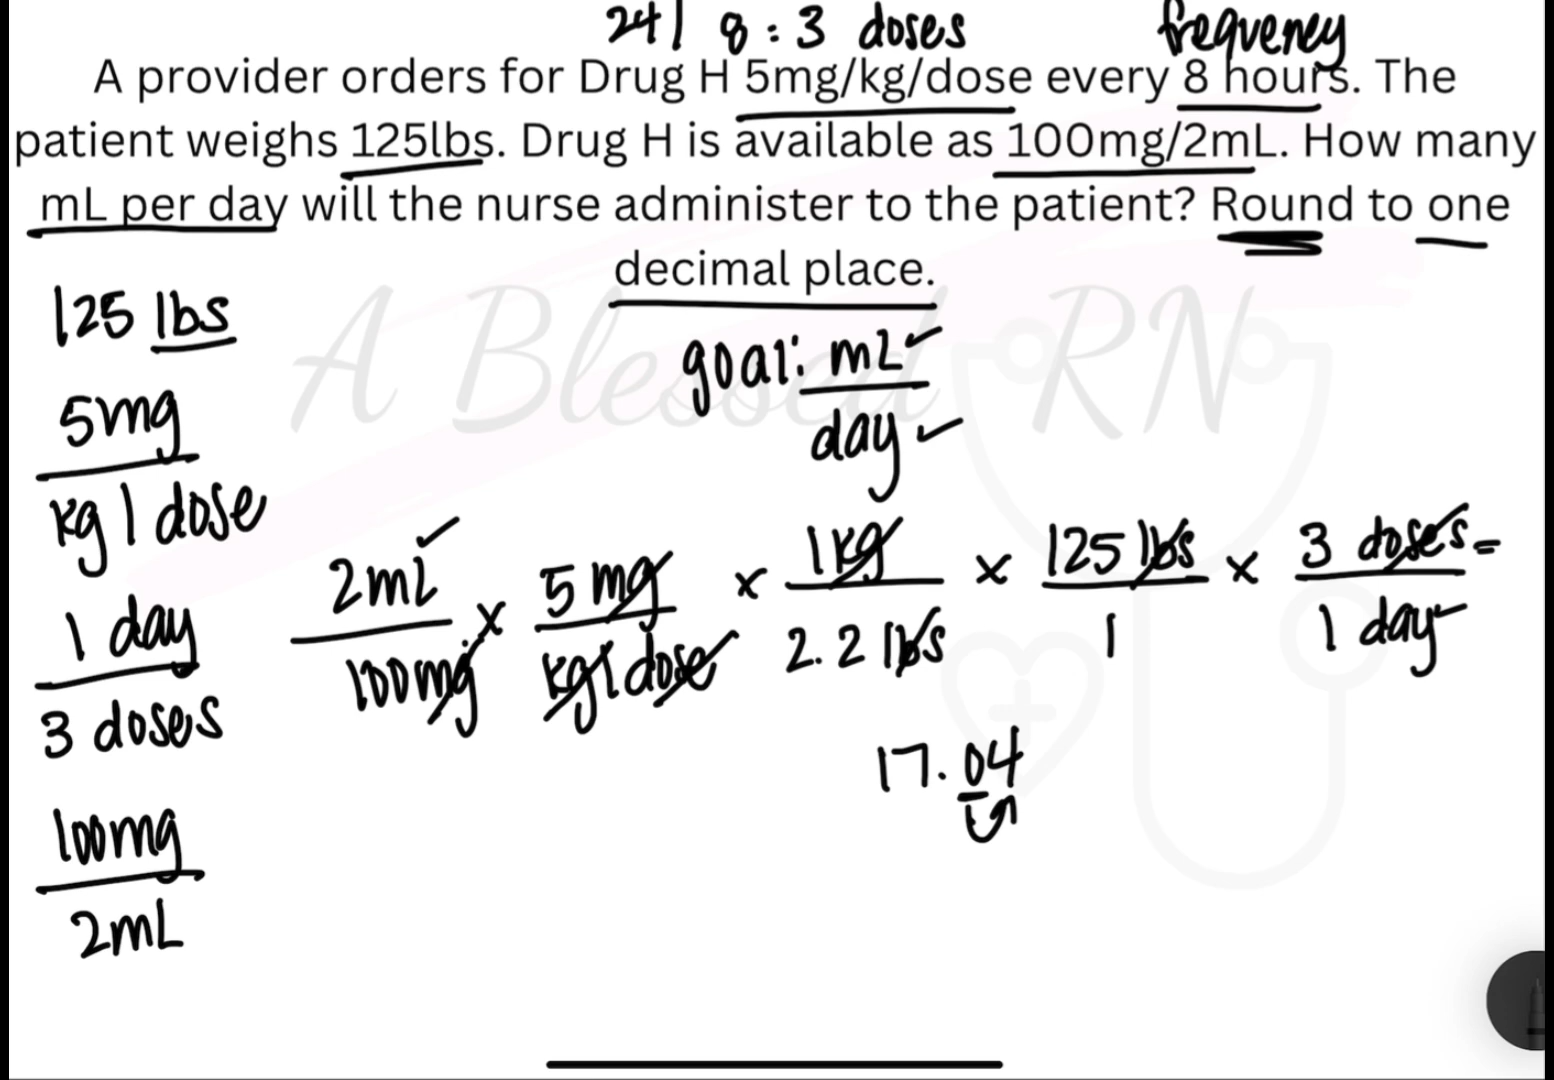 24/ 8 : 3 doses frequency
A provider orders for Drug H 5mg/kg/dose every 8 hours. The
patient weighs 125lbs. Drug H is available as 100mg/2mL. How many
mL per day will the nurse administer to the patient? Round to one
decimal place.
A Blessed RN
125 lbs
goal: mL
day
5mg
kg / dose
1 day
3 doses
100mg
2mL
2mL x 5 mg x 1 kg x 125 lbs x 3 doses =
100mg kg/dose 2.2 lbs 1 1 day
17.04